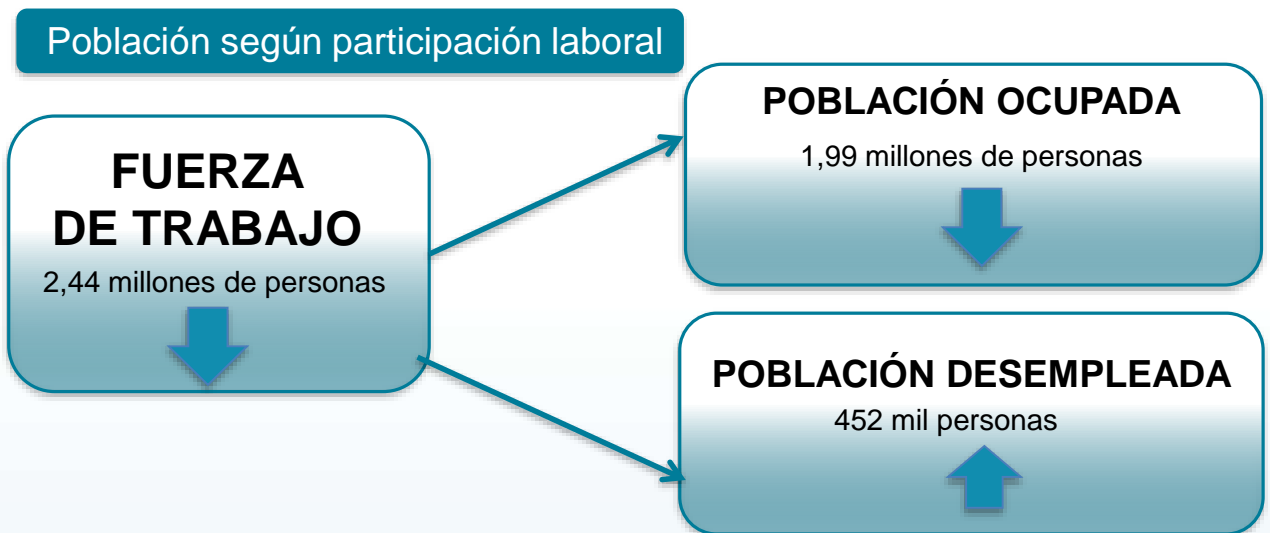 Población según participación laboral
FUERZA
DE TRABAJO
2,44 millones de personas
POBLACIÓN OCUPADA
1,99 millones de personas
POBLACIÓN DESEMPLEADA
452 mil personas